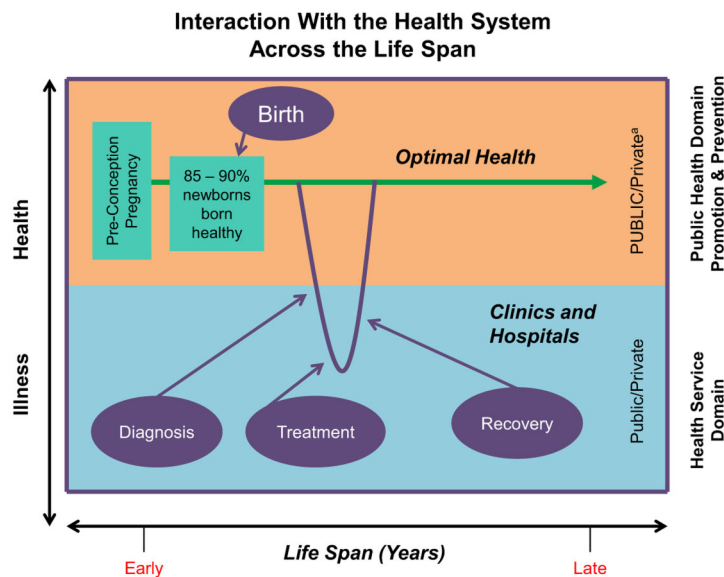 Interaction With the Health System
Across the Life Span
Health
Illness
Pre-Conception
Pregnancy
Birth
85 – 90%
newborns
born
healthy
Optimal Health
PUBLIC/Privateª
Public Health Domain
Promotion & Prevention
Clinics and
Hospitals
Diagnosis
Treatment
Recovery
Public/Private
Health Service
Domain
Life Span (Years)
Early
Late